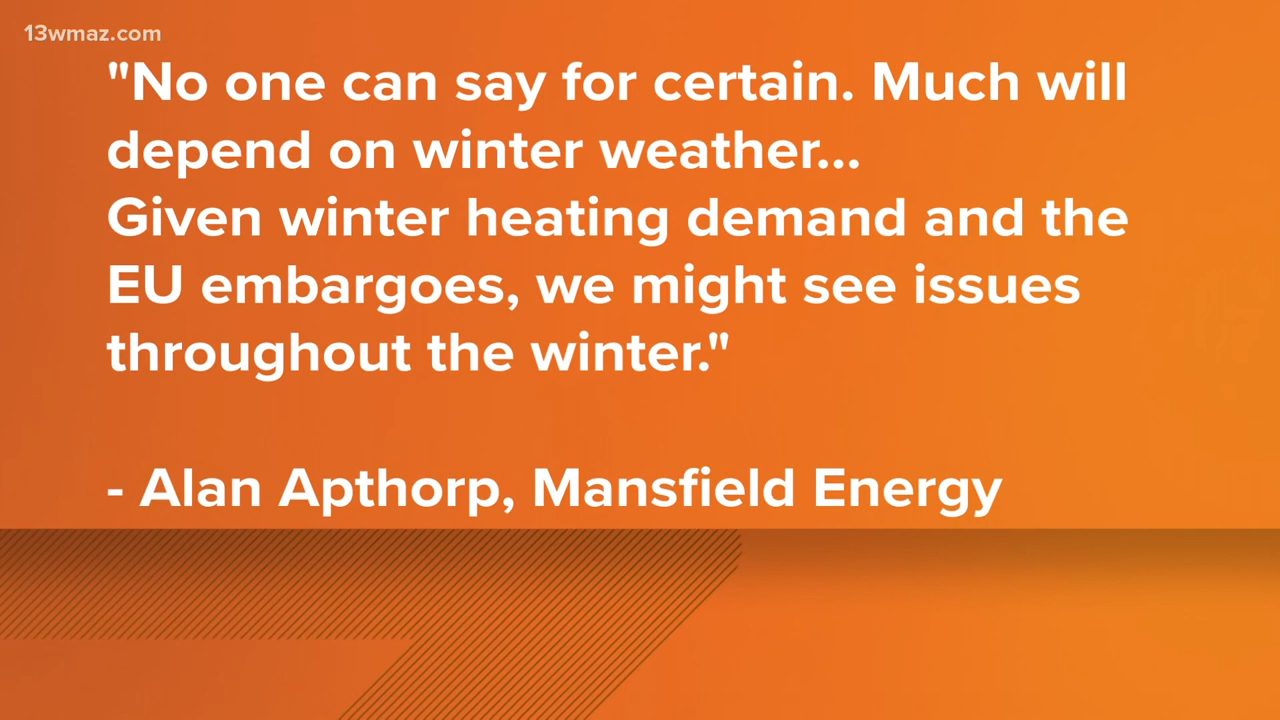 13wmaz.com
"No one can say for certain. Much will
depend on winter weather...
Given winter heating demand and the
EU embargoes, we might see issues
throughout the winter."
- Alan Apthorp, Mansfield Energy